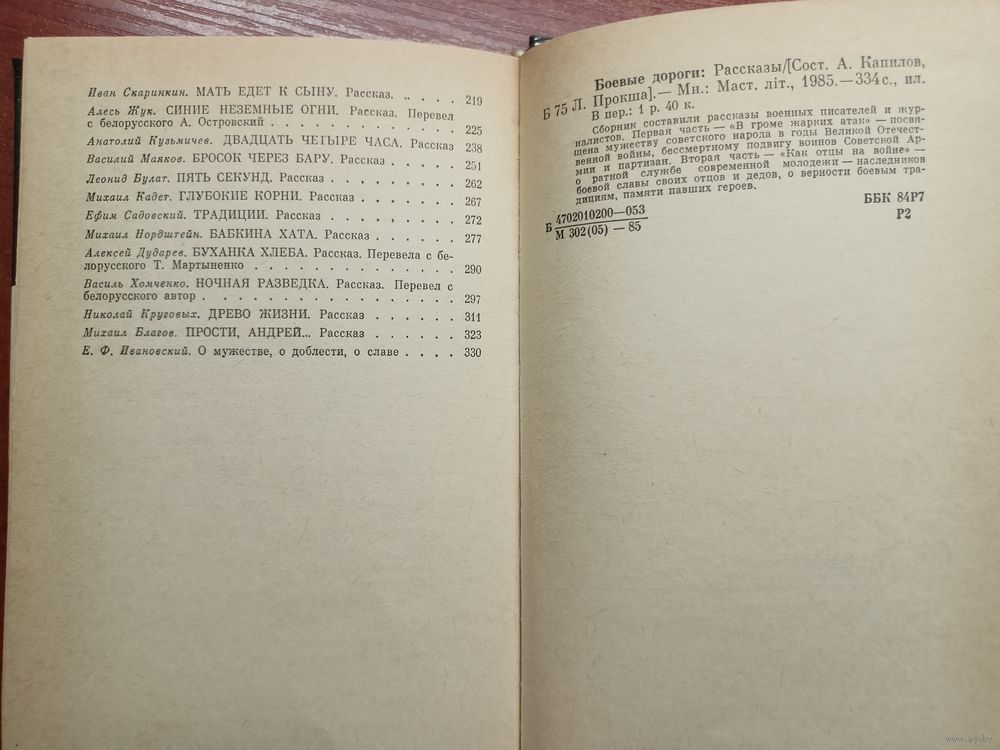 Иван Скаринкин. МАТЬ ЕДЕТ К СЫНУ. Рассказ. . . . . . 219
Алесь Жук. СИНИЕ НЕЗЕМНЫЕ ОГНИ. Рассказ. Перевел
с белорусского А. Островский . . . . . . . . . . . . . 225
Анатолий Кузьмичев. ДВАДЦАТЬ ЧЕТЫРЕ ЧАСА. Рассказ 238
Василий Маяков. БРОСОК ЧЕРЕЗ БАРУ. Рассказ . . . . . 251
Леонид Булат. ПЯТЬ СЕКУНД. Рассказ . . . . . . . . . 262
Михаил Кадет. ГЛУБОКИЕ КОРНИ. Рассказ . . . . . . . 267
Ефим Садовский. ТРАДИЦИИ. Рассказ . . . . . . . . . 272
Михаил Нордштейн. БАБКИНА ХАТА. Рассказ . . . . . . 277
Алексей Дударев. БУХАНКА ХЛЕБА. Рассказ. Перевела с бе-
лорусского Т. Мартыненко . . . . . . . . . . . . . . 290
Василь Хомченко. НОЧНАЯ РАЗВЕДКА. Рассказ. Перевел с
белорусского автор . . . . . . . . . . . . . . . . . 297
Николай Круговых. ДРЕВО ЖИЗНИ. Рассказ . . . . . . 311
Михаил Благов. ПРОСТИ, АНДРЕЙ... Рассказ . . . . . . 323
Е. Ф. Ивановский. О мужестве, о доблести, о славе . . . . 330
Боевые дороги: Рассказы/[Сост. А. Капилов,
Б 75 Л. Прокша].— Мн.: Маст. літ., 1985.—334 с., ил.
В пер.: 1 р. 40 к.
Сборник составили рассказы военных писателей и жур-
налистов. Первая часть — «В громе жарких атак» — посвя-
щена мужеству советского народа в годы Великой Отечест-
венной войны, бессмертному подвигу воинов Советской Ар-
мии и партизан. Вторая часть — «Как отцы на войне» —
о ратной службе современной молодежи — наследников
боевой славы своих отцов и дедов, о верности боевым тра-
дициям, памяти павших героев.
Б 4702010200—053
М 302(05) — 85
ББК 84Р7
Р2
www.ay.by